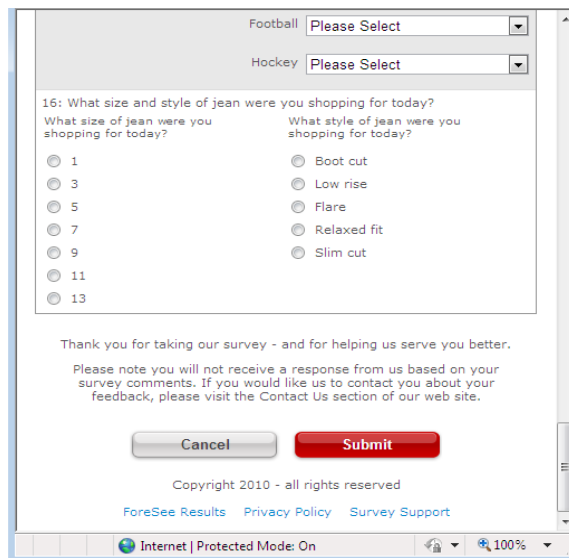 Football Please Select
Hockey Please Select
16: What size and style of jean were you shopping for today?
What size of jean were you
shopping for today?
1
3
5
7
9
11
13
What style of jean were you
shopping for today?
Boot cut
Low rise
Flare
Relaxed fit
Slim cut
Thank you for taking our survey - and for helping us serve you better.
Please note you will not receive a response from us based on your
survey comments. If you would like us to contact you about your
feedback, please visit the Contact Us section of our web site.
Cancel Submit
Copyright 2010 - all rights reserved
ForeSee Results Privacy Policy Survey Support
Internet | Protected Mode: On 100%